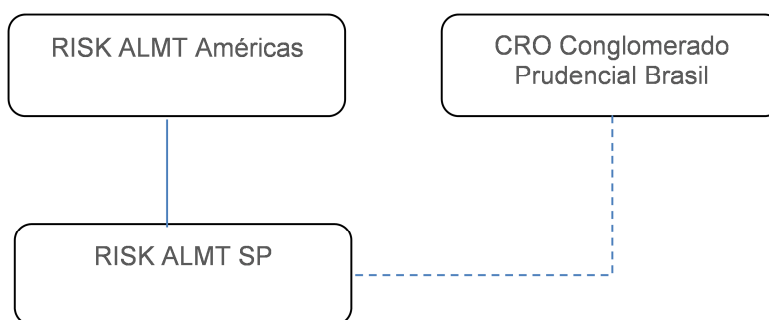 RISK ALMT Américas
CRO Conglomerado
Prudencial Brasil
RISK ALMT SP